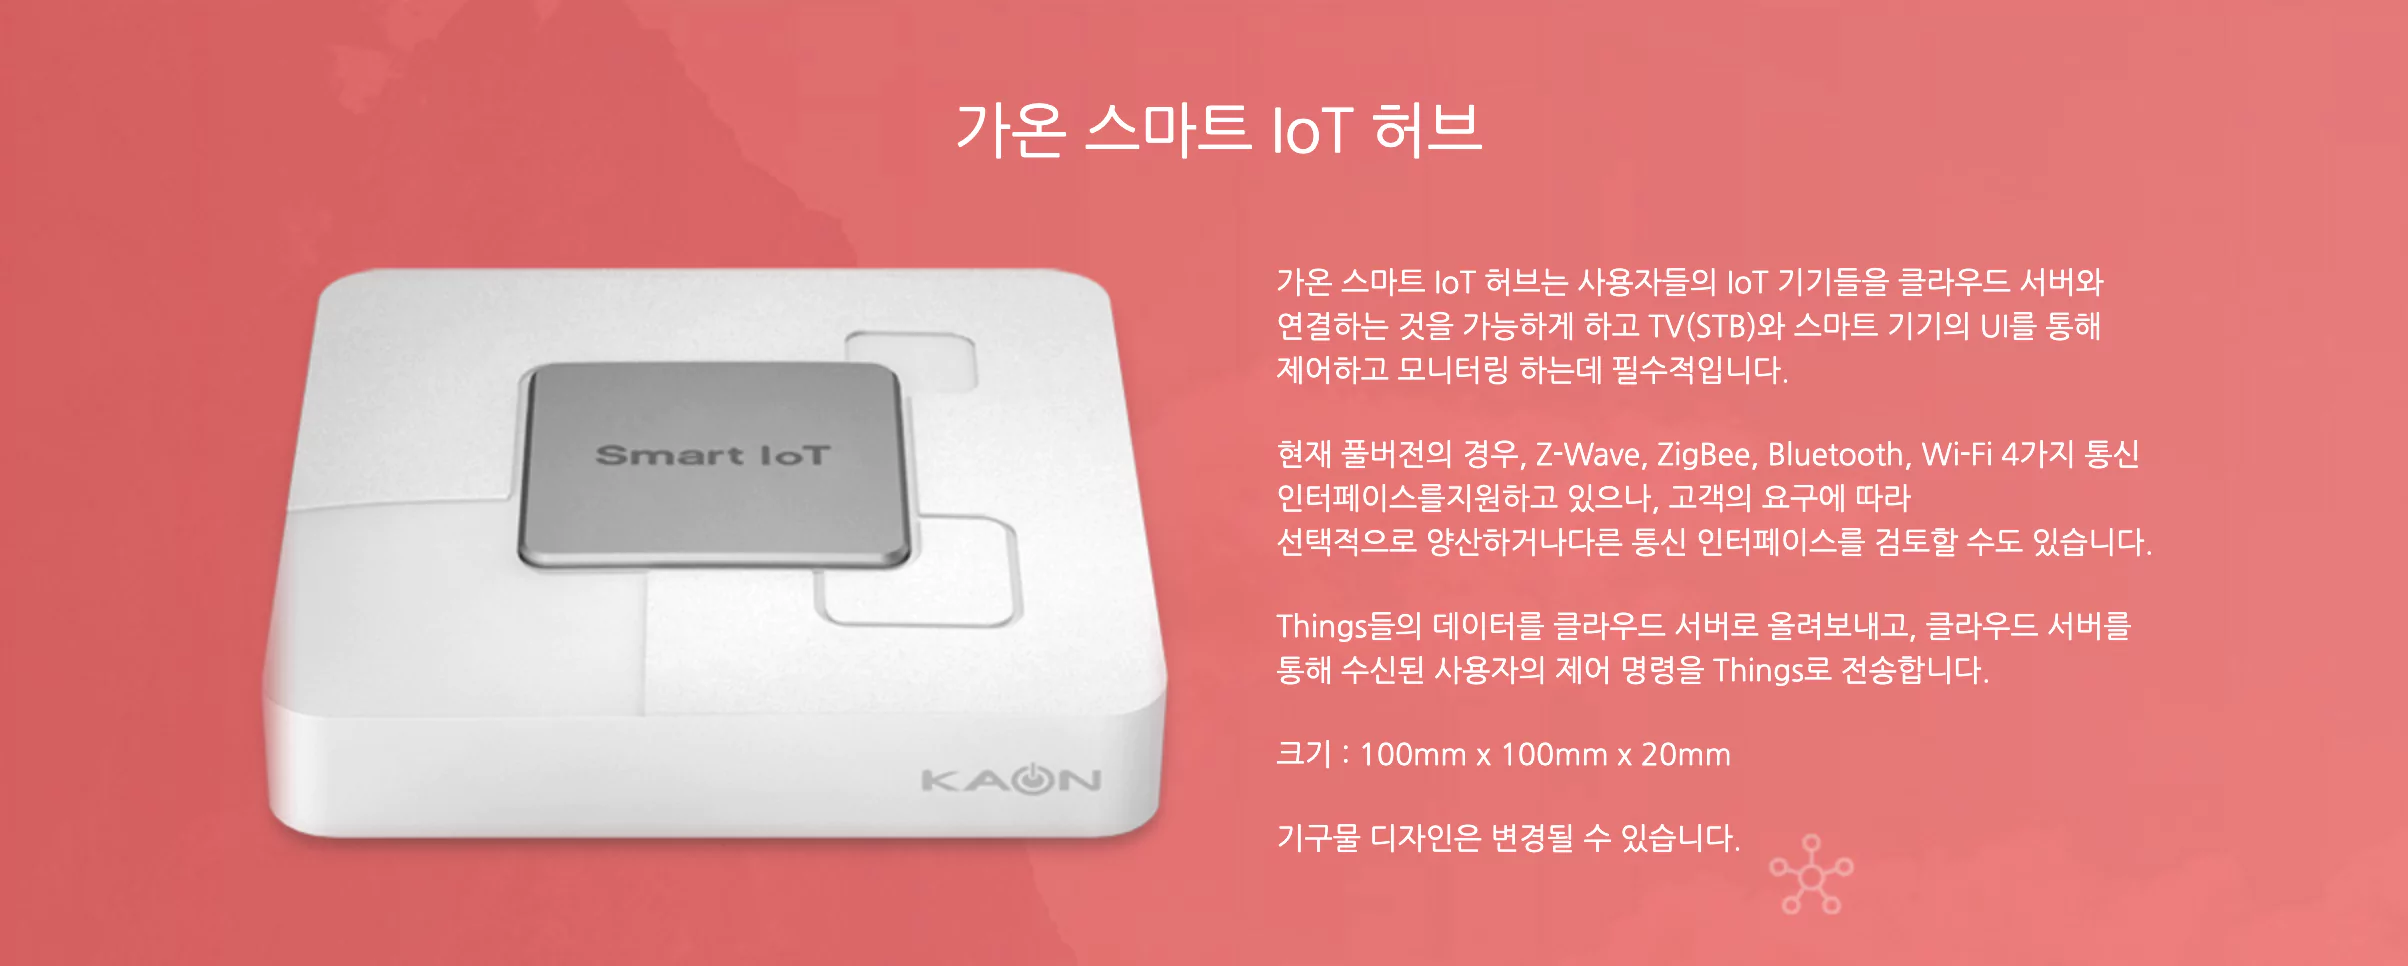 가온 스마트 IoT 허브
가온 스마트 IoT 허브는 사용자들의 IoT 기기들을 클라우드 서버와
연결하는 것을 가능하게 하고 TV(STB)와 스마트 기기의 UI를 통해
제어하고 모니터링 하는데 필수적입니다.
현재 풀버전의 경우, Z-Wave, ZigBee, Bluetooth, Wi-Fi 4가지 통신
인터페이스를지원하고 있으나, 고객의 요구에 따라
선택적으로 양산하거나다른 통신 인터페이스를 검토할 수도 있습니다.
Things들의 데이터를 클라우드 서버로 올려보내고, 클라우드 서버를
통해 수신된 사용자의 제어 명령을 Things로 전송합니다.
크기 : 100mm x 100mm x 20mm
기구물 디자인은 변경될 수 있습니다.
Smart IoT
KAON